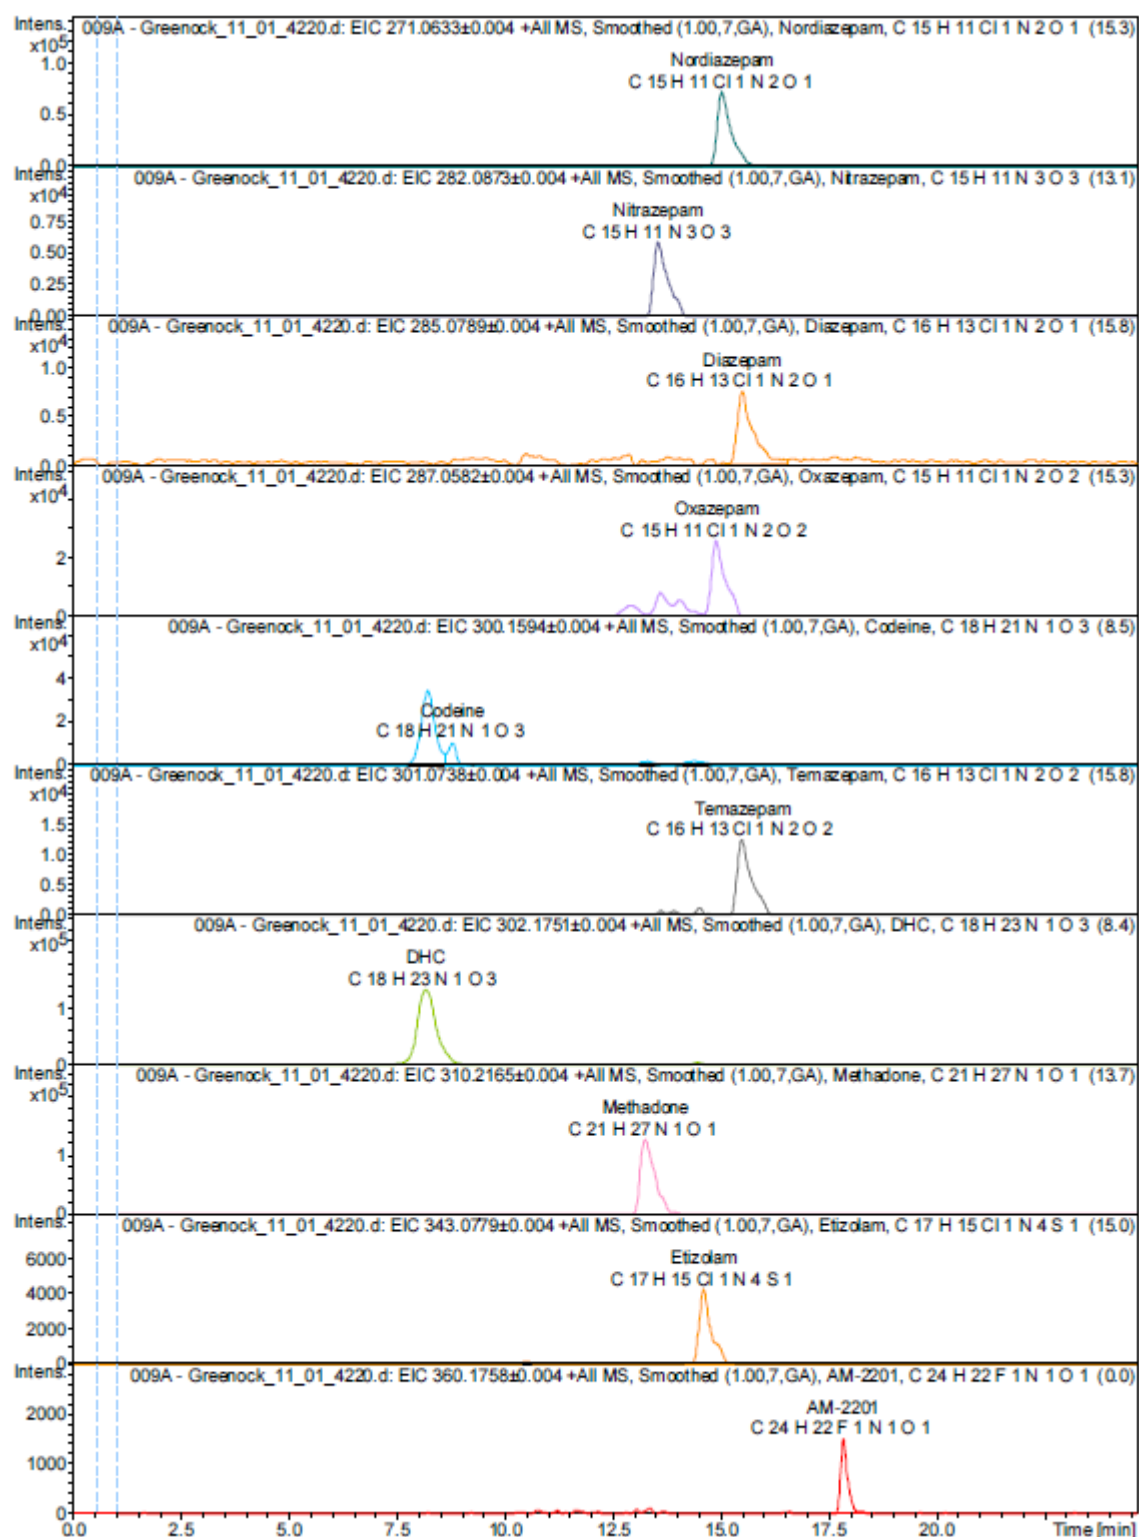 Intens. 009A - Greenock_11_01_4220.d: EIC 271.0633±0.004 +All MS, Smoothed (1.00,7,GA), Nordiazepam, C 15 H 11 Cl 1 N 2 O 1 (15.3)
x10^5
Nordiazepam
1.0
C 15 H 11 Cl 1 N 2 O 1
0.5
0.0
Intens. 009A - Greenock_11_01_4220.d: EIC 282.0873±0.004 +All MS, Smoothed (1.00,7,GA), Nitrazepam, C 15 H 11 N 3 O 3 (13.1)
x10^4
Nitrazepam
0.75
C 15 H 11 N 3 O 3
0.50
0.25
0.00
Intens. 009A - Greenock_11_01_4220.d: EIC 285.0789±0.004 +All MS, Smoothed (1.00,7,GA), Diazepam, C 16 H 13 Cl 1 N 2 O 1 (15.8)
x10^4
Diazepam
1.0
C 16 H 13 Cl 1 N 2 O 1
0.5
0.0
Intens. 009A - Greenock_11_01_4220.d: EIC 287.0582±0.004 +All MS, Smoothed (1.00,7,GA), Oxazepam, C 15 H 11 Cl 1 N 2 O 2 (15.3)
x10^4
Oxazepam
C 15 H 11 Cl 1 N 2 O 2
2
0
Intens. 009A - Greenock_11_01_4220.d: EIC 300.1594±0.004 +All MS, Smoothed (1.00,7,GA), Codeine, C 18 H 21 N 1 O 3 (8.5)
x10^4
4
Codeine
2
C 18 H 21 N 1 O 3
0
Intens. 009A - Greenock_11_01_4220.d: EIC 301.0738±0.004 +All MS, Smoothed (1.00,7,GA), Temazepam, C 16 H 13 Cl 1 N 2 O 2 (15.8)
x10^4
Temazepam
1.5
C 16 H 13 Cl 1 N 2 O 2
1.0
0.5
0.0
Intens. 009A - Greenock_11_01_4220.d: EIC 302.1751±0.004 +All MS, Smoothed (1.00,7,GA), DHC, C 18 H 23 N 1 O 3 (8.4)
x10^5
DHC
C 18 H 23 N 1 O 3
1
0
Intens. 009A - Greenock_11_01_4220.d: EIC 310.2165±0.004 +All MS, Smoothed (1.00,7,GA), Methadone, C 21 H 27 N 1 O 1 (13.7)
x10^5
Methadone
C 21 H 27 N 1 O 1
1
0
Intens. 009A - Greenock_11_01_4220.d: EIC 343.0779±0.004 +All MS, Smoothed (1.00,7,GA), Etizolam, C 17 H 15 Cl 1 N 4 S 1 (15.0)
6000
Etizolam
C 17 H 15 Cl 1 N 4 S 1
4000
2000
0
Intens. 009A - Greenock_11_01_4220.d: EIC 360.1758±0.004 +All MS, Smoothed (1.00,7,GA), AM-2201, C 24 H 22 F 1 N 1 O 1 (0.0)
2000
AM-2201
C 24 H 22 F 1 N 1 O 1
1000
0
0.0 2.5 5.0 7.5 10.0 12.5 15.0 17.5 20.0 Time [min]